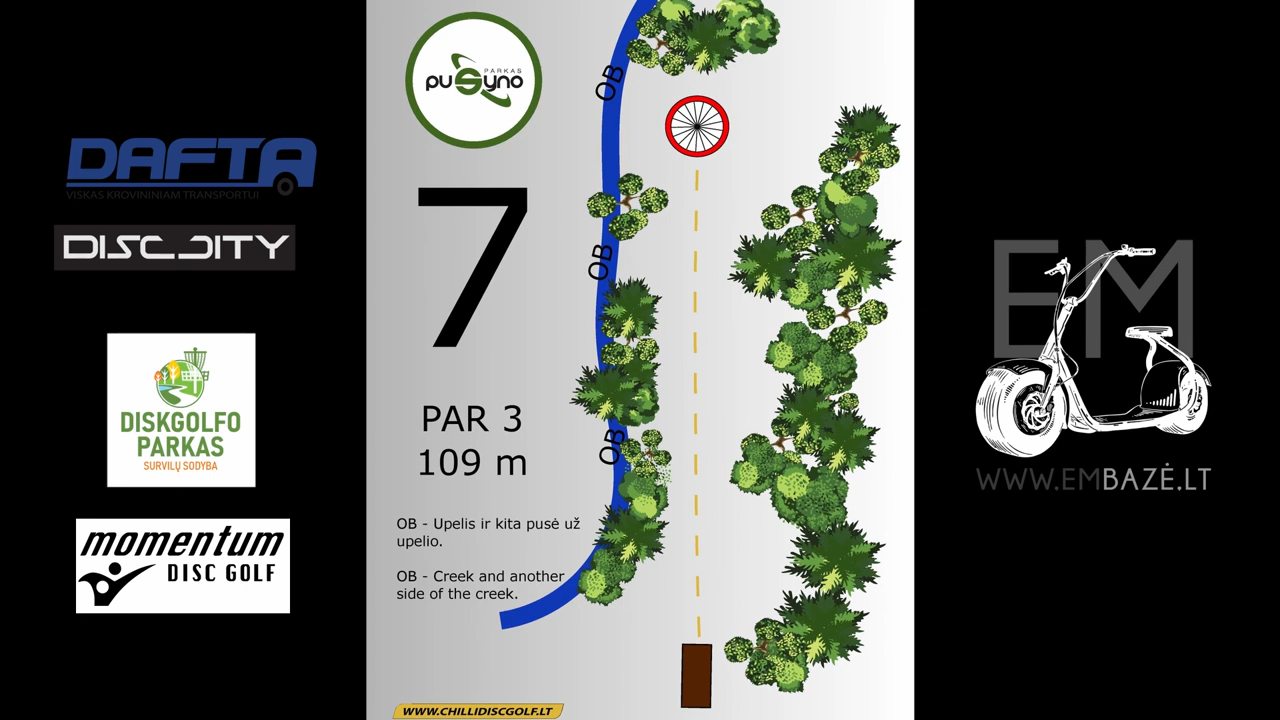 DAFTA
VISKAS KROVININIAM TRANSPORTUI
DISC CITY
DISKGOLFO
PARKAS
SURVILŲ SODYBA
momentum
DISC GOLF
PARKAS
puSyno
7
PAR 3
109 m
OB - Upelis ir kita pusė už
upelio.
OB - Creek and another
side of the creek.
WWW.CHILLIDISCGOLF.LT
OB
OB
OB
EM
WWW.EMBAZĖ.LT